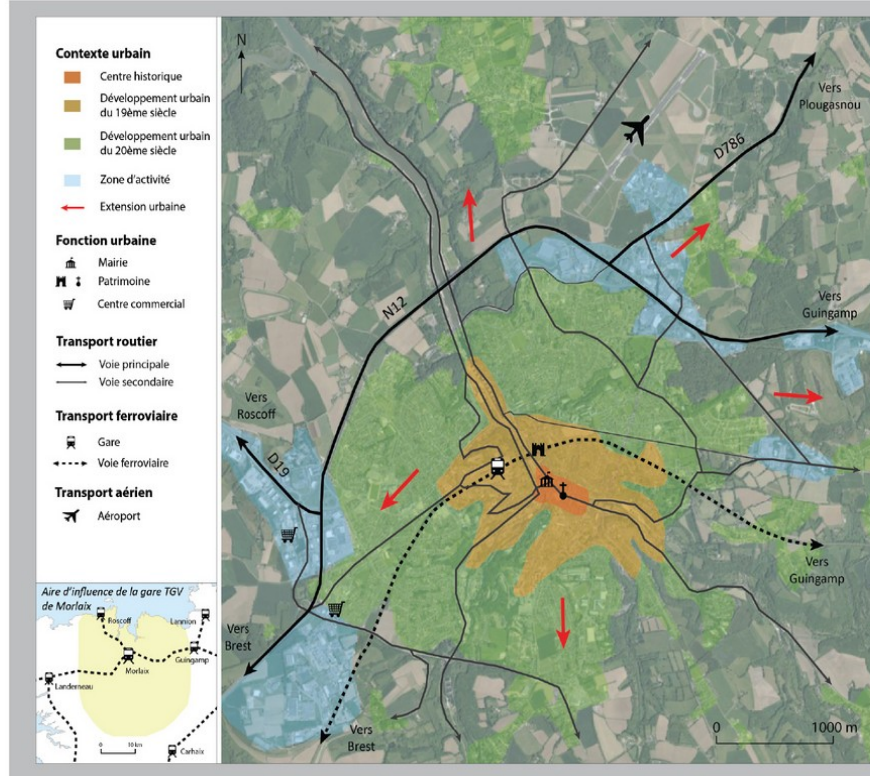 Contexte urbain
Centre historique
Développement urbain
du 19ème siècle
Développement urbain
du 20ème siècle
Zone d'activité
Extension urbaine
Fonction urbaine
Mairie
Patrimoine
Centre commercial
Transport routier
Voie principale
Voie secondaire
Transport ferroviaire
Gare
Voie ferroviaire
Transport aérien
Aéroport
Aire d'influence de la gare TGV
de Morlaix
Roscoff
Lannion
Morlaix
Guingamp
Landerneau
Carhaix
0 10 km
N
Vers
Plougasnou
D786
N12
Vers
Guingamp
Vers
Roscoff
D19
Vers
Guingamp
Vers
Brest
Vers
Brest
0 1000 m